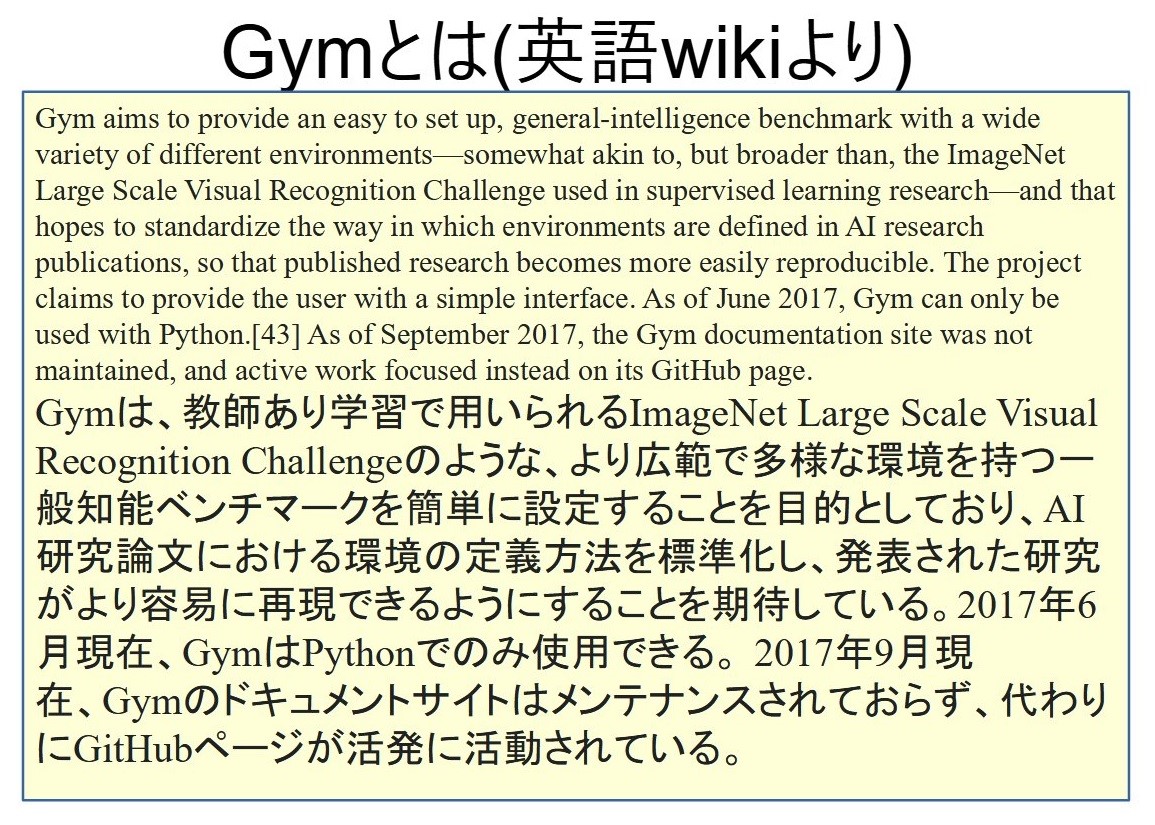 Gymとは(英語wikiより)
Gym aims to provide an easy to set up, general-intelligence benchmark with a wide
variety of different environments—somewhat akin to, but broader than, the ImageNet
Large Scale Visual Recognition Challenge used in supervised learning research—and that
hopes to standardize the way in which environments are defined in AI research
publications, so that published research becomes more easily reproducible. The project
claims to provide the user with a simple interface. As of June 2017, Gym can only be
used with Python.[43] As of September 2017, the Gym documentation site was not
maintained, and active work focused instead on its GitHub page.
Gymは、教師あり学習で用いられるImageNet Large Scale Visual
Recognition Challengeのような、より広範で多様な環境を持つ一
般知能ベンチマークを簡単に設定することを目的としており、AI
研究論文における環境の定義方法を標準化し、発表された研究
がより容易に再現できるようにすることを期待している。2017年6
月現在、GymはPythonでのみ使用できる。2017年9月現
在、Gymのドキュメントサイトはメンテナンスされておらず、代わり
にGitHubページが活発に活動されている。